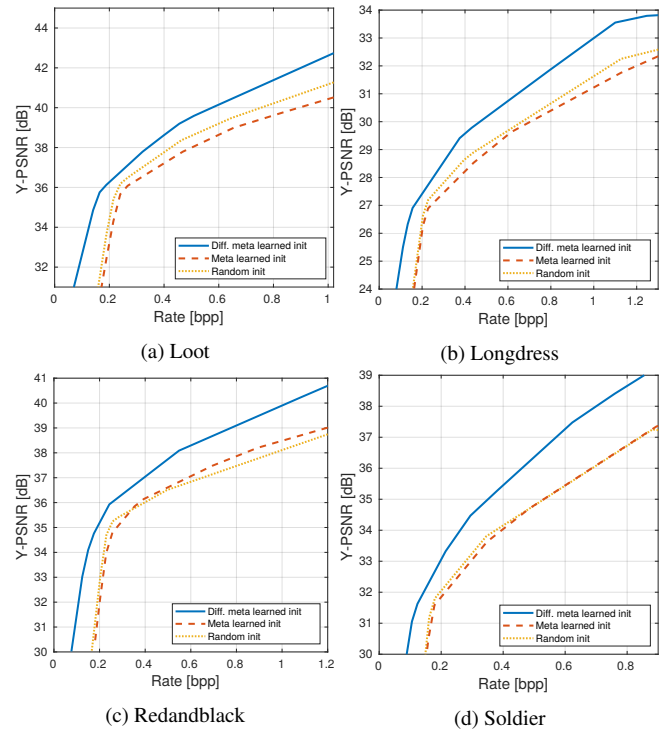 44
42
40
38
36
34
32
Y-PSNR [dB]
Diff. meta learned init
Meta learned init
Random init
0 0.2 0.4 0.6 0.8 1
Rate [bpp]
(a) Loot
34
33
32
31
30
29
28
27
26
25
24
Y-PSNR [dB]
Diff. meta learned init
Meta learned init
Random init
0 0.2 0.4 0.6 0.8 1 1.2
Rate [bpp]
(b) Longdress
41
40
39
38
37
36
35
34
33
32
31
30
Y-PSNR [dB]
Diff. meta learned init
Meta learned init
Random init
0 0.2 0.4 0.6 0.8 1 1.2
Rate [bpp]
(c) Redandblack
39
38
37
36
35
34
33
32
31
30
Y-PSNR [dB]
Diff. meta learned init
Meta learned init
Random init
0 0.2 0.4 0.6 0.8
Rate [bpp]
(d) Soldier